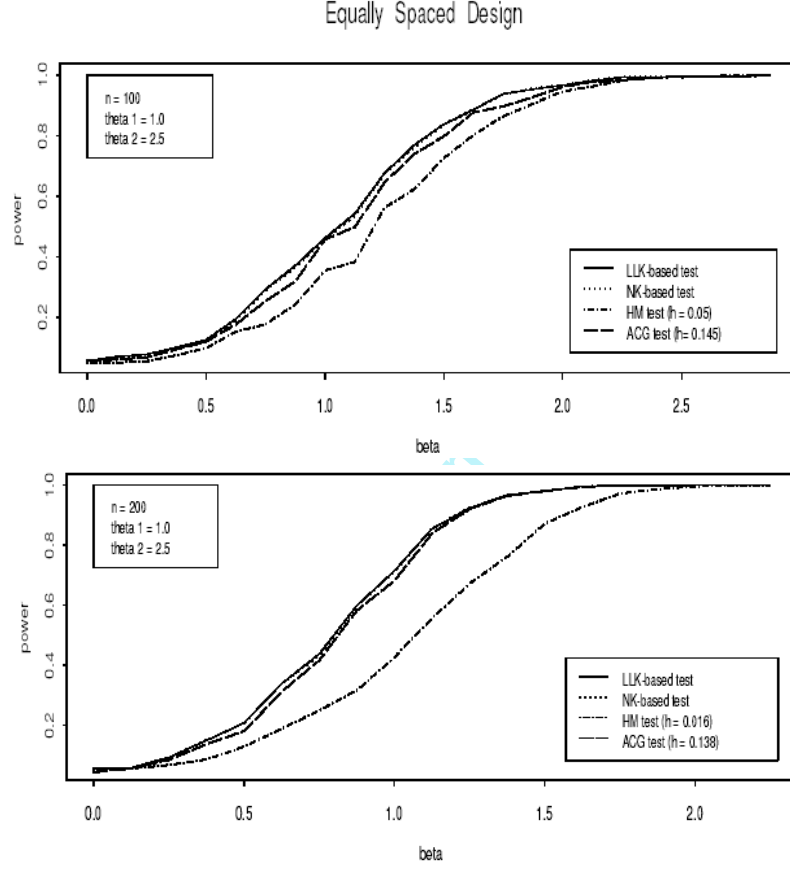 Equally Spaced Design
n = 100
theta 1 = 1.0
theta 2 = 2.5
power
0.2 0.4 0.6 0.8 1.0
LLK-based test
NK-based test
HM test (h = 0.05)
ACG test (h = 0.145)
0.0 0.5 1.0 1.5 2.0 2.5
beta
n = 200
theta 1 = 1.0
theta 2 = 2.5
power
0.2 0.4 0.6 0.8 1.0
LLK-based test
NK-based test
HM test (h = 0.016)
ACG test (h = 0.138)
0.0 0.5 1.0 1.5 2.0
beta